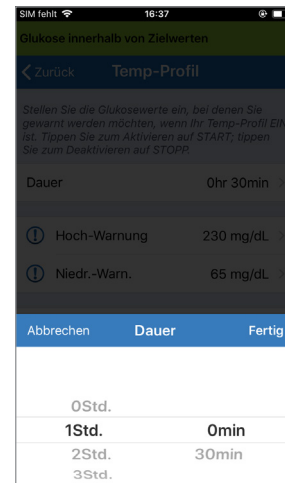 SIM fehlt 16:37
Glukose innerhalb von Zielwerten
Zurück Temp-Profil
Stellen Sie die Glukosewerte ein, bei denen Sie
gewarnt werden möchten, wenn Ihr Temp-Profil EIN
ist. Tippen Sie zum Aktivieren auf START; tippen
Sie zum Deaktivieren auf STOPP.
Dauer 0hr 30min
Hoch-Warnung 230 mg/dL
Niedr.-Warn. 65 mg/dL
Abbrechen Dauer Fertig
0Std.
1Std. 0min
2Std. 30min
3Std.